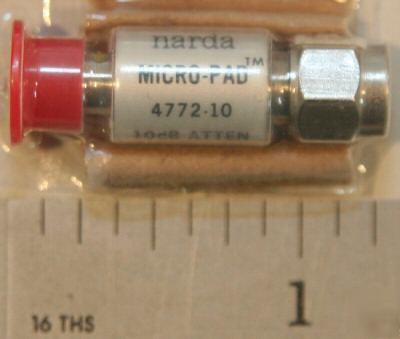 narda
MICRO-PAD™
4772-10
10dB ATTEN
1
16 THS